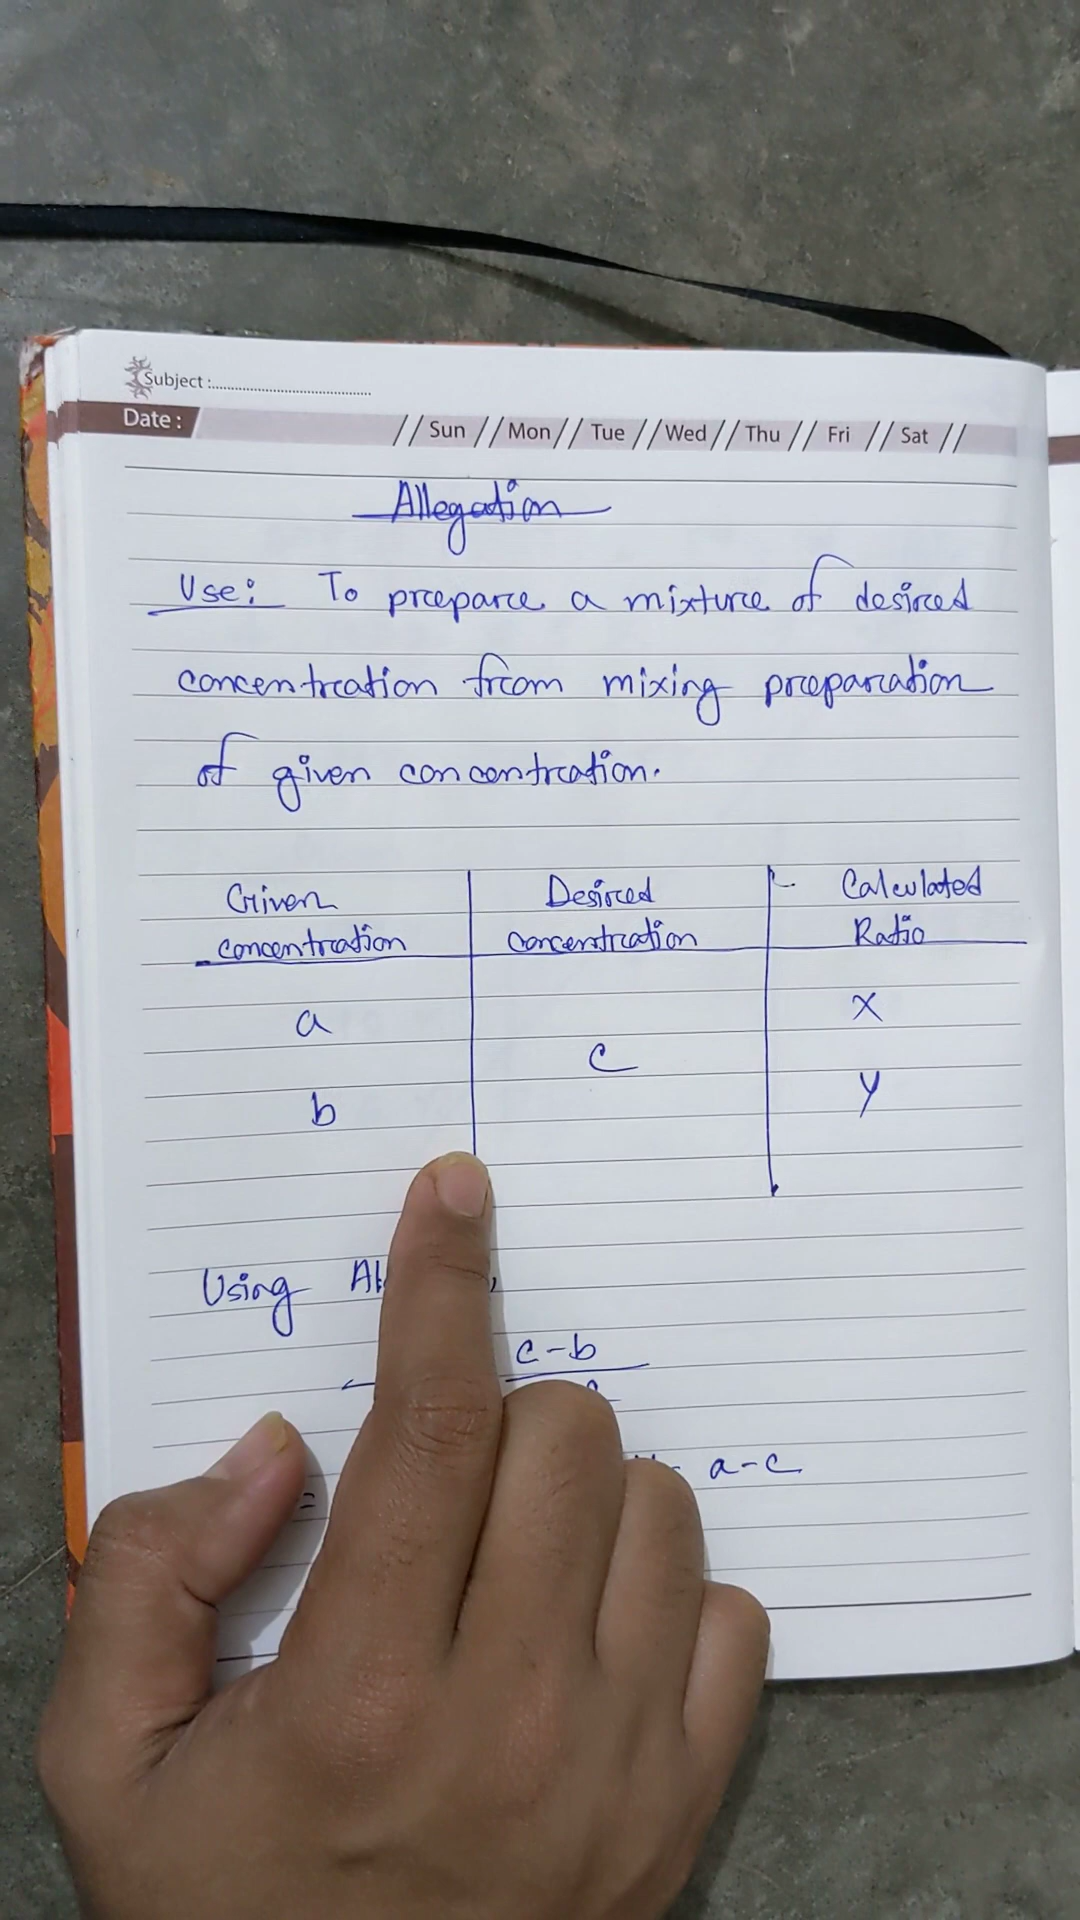 Subject :
Date :
// Sun // Mon // Tue // Wed // Thu // Fri // Sat //
Allegation
Use: To prepare a mixture of desired
concentration from mixing preparation
of given concentration.
Given concentration | Desired concentration | Calculated Ratio
a x
c
b y
Using
c-b
a-c
=